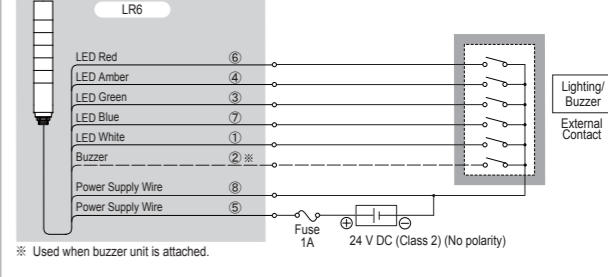 LR6
LED Red ⑥
LED Amber ④
LED Green ③
LED Blue ⑦
LED White ①
Buzzer ② ※
Power Supply Wire ⑧
Power Supply Wire ⑤
Lighting/
Buzzer
External
Contact
Fuse
1A
⊕ ⊖
24 V DC (Class 2) (No polarity)
※ Used when buzzer unit is attached.